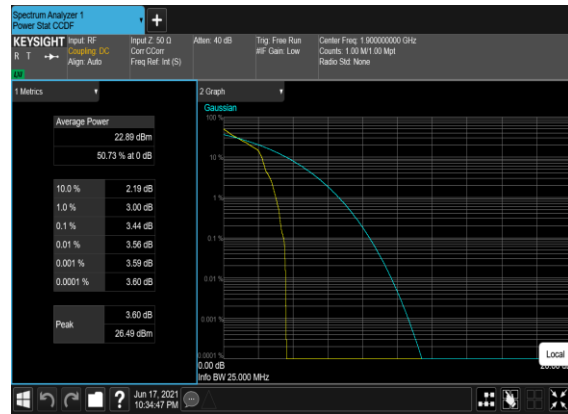 Spectrum Analyzer 1
Power Stat CCDF
KEYSIGHT
R T
LXI
Input: RF
Coupling: DC
Align: Auto
Input Z: 50 Ω
Corr CCorr
Freq Ref: Int (S)
Atten: 40 dB
Trig: Free Run
#IF Gain: Low
Center Freq: 1.900000000 GHz
Counts: 1.00 M/1.00 Mpt
Radio Std: None
1 Metrics
Average Power
22.89 dBm
50.73 % at 0 dB
10.0 % 2.19 dB
1.0 % 3.00 dB
0.1 % 3.44 dB
0.01 % 3.56 dB
0.001 % 3.59 dB
0.0001 % 3.60 dB
Peak
3.60 dB
26.49 dBm
2 Graph
Gaussian
100 %
10 %
1 %
0.1 %
0.01 %
0.001 %
0.0001 %
0.00 dB
Info BW 25.000 MHz
Local
?
Jun 17, 2021
10:34:47 PM